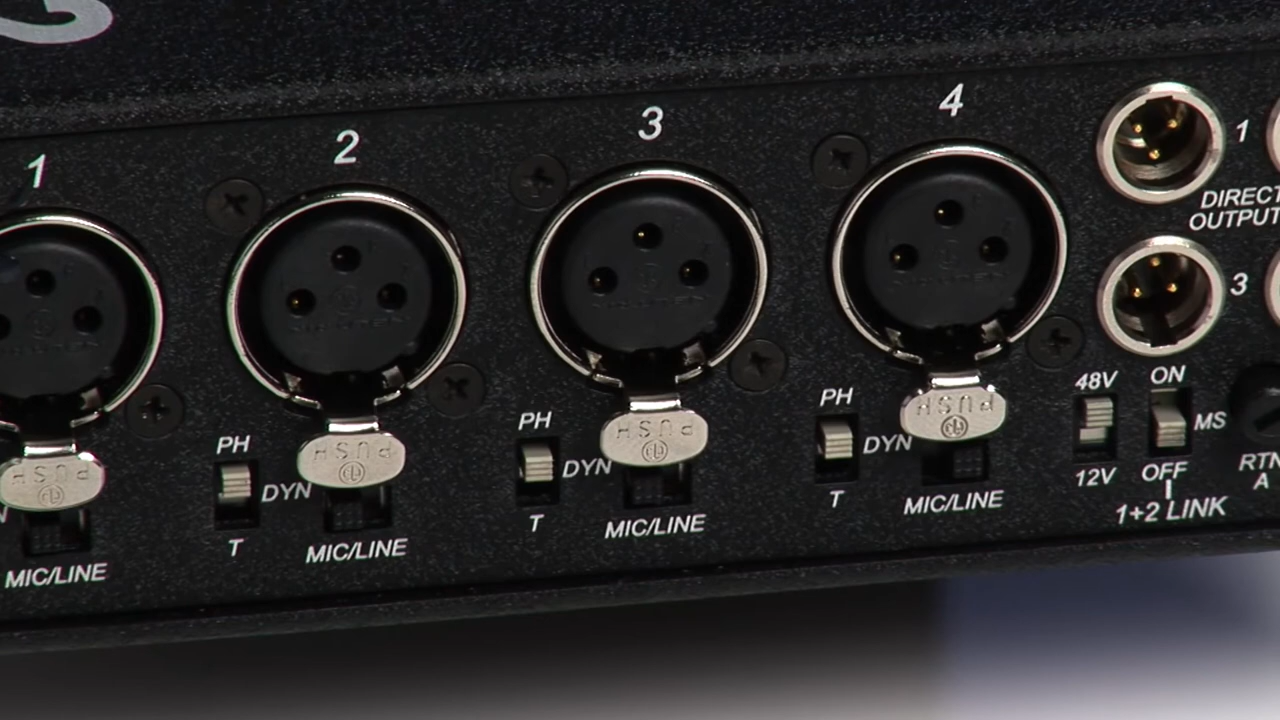 1
2
3
4
1
DIRECT
OUTPUT
3
PUSH
PUSH
PUSH
PUSH
PH
DYN
T
MIC/LINE
PH
DYN
T
MIC/LINE
PH
DYN
T
MIC/LINE
MIC/LINE
48V
12V
ON
MS
OFF
1+2 LINK
RTN
A